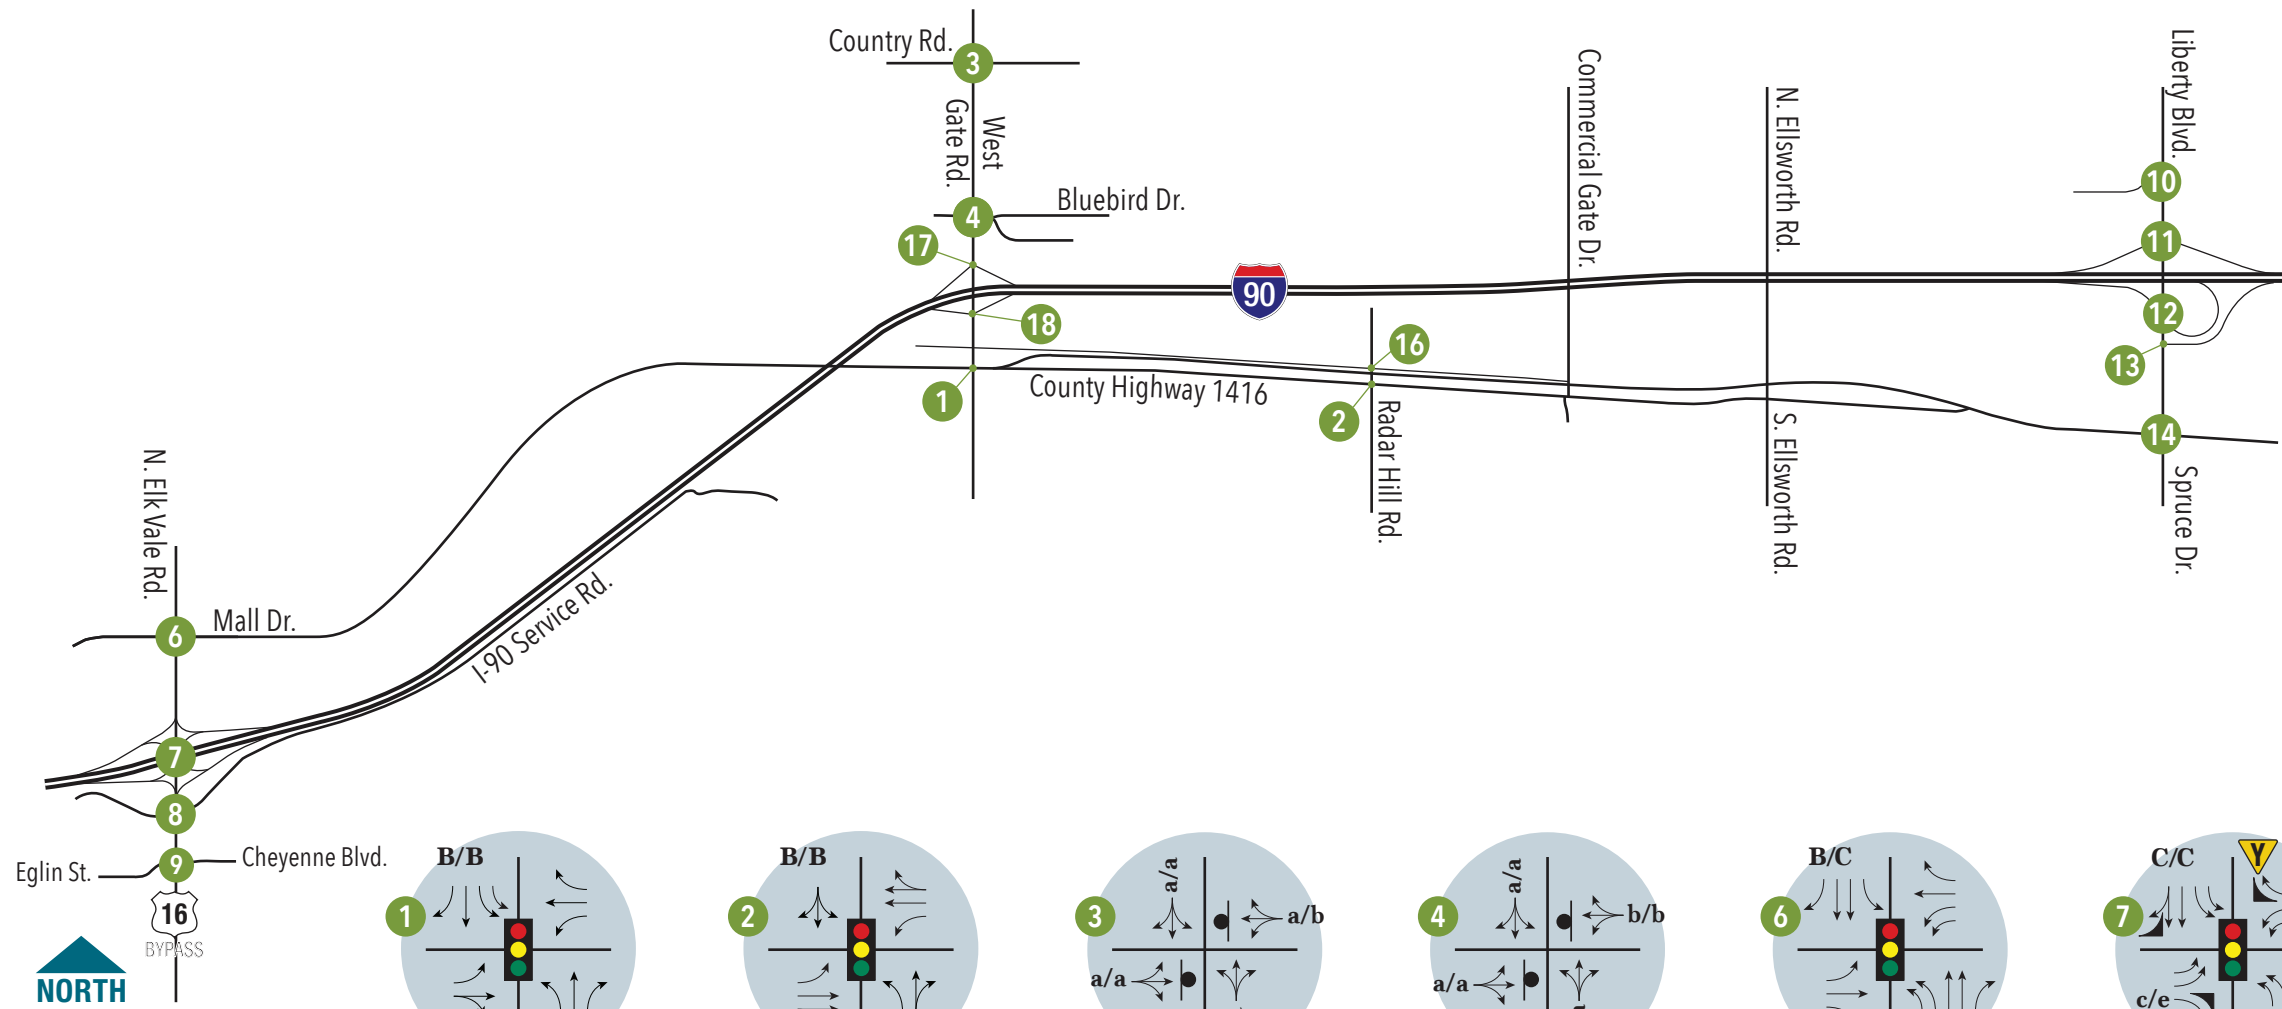 Country Rd.
3
West
Gate Rd.
Commercial Gate Dr.
N. Ellsworth Rd.
Liberty Blvd.
10
4
Bluebird Dr.
17
11
90
18
12
16
13
1
County Highway 1416
2
Radar Hill Rd.
S. Ellsworth Rd.
14
Spruce Dr.
N. Elk Vale Rd.
6
Mall Dr.
I-90 Service Rd.
7
8
9
Eglin St.
Cheyenne Blvd.
16
BYPASS
NORTH
1
B/B
2
B/B
3
a/a
a/b
a/a
4
a/a
b/b
a/a
6
B/C
7
C/C
Y
c/e